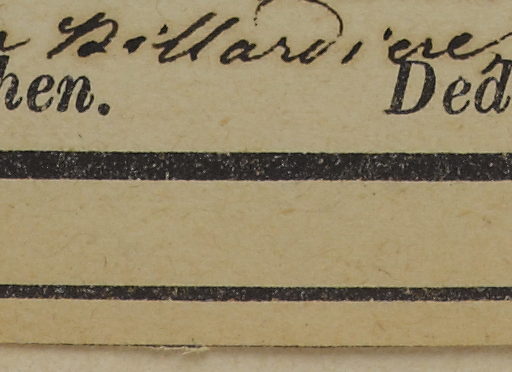 Billardiere
hen. Ded